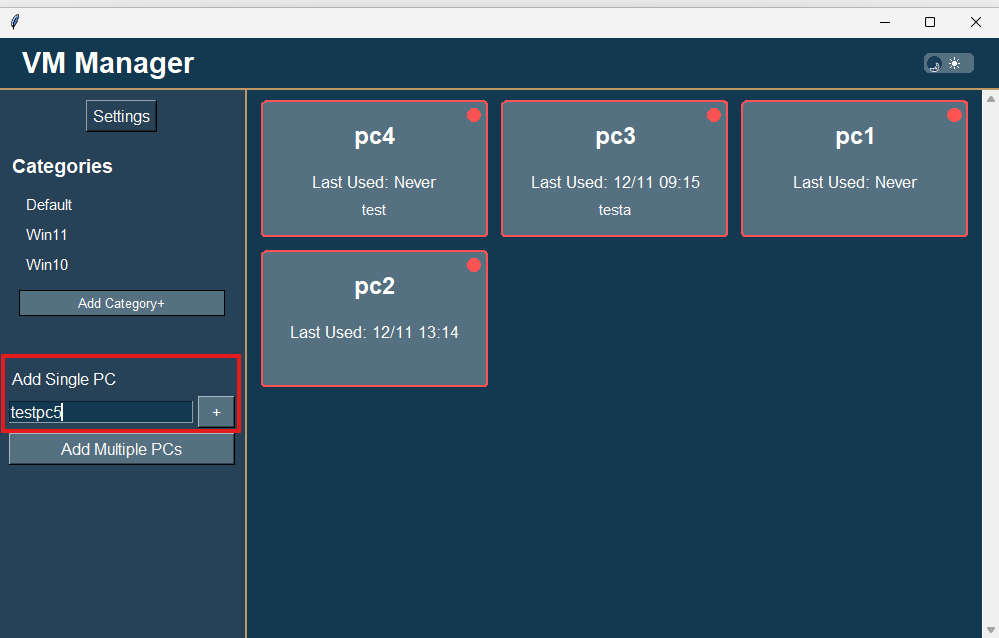 VM Manager
Settings
Categories
Default
Win11
Win10
Add Category+
Add Single PC
testpc5
+
Add Multiple PCs
pc4
Last Used: Never
test
pc3
Last Used: 12/11 09:15
testa
pc1
Last Used: Never
pc2
Last Used: 12/11 13:14